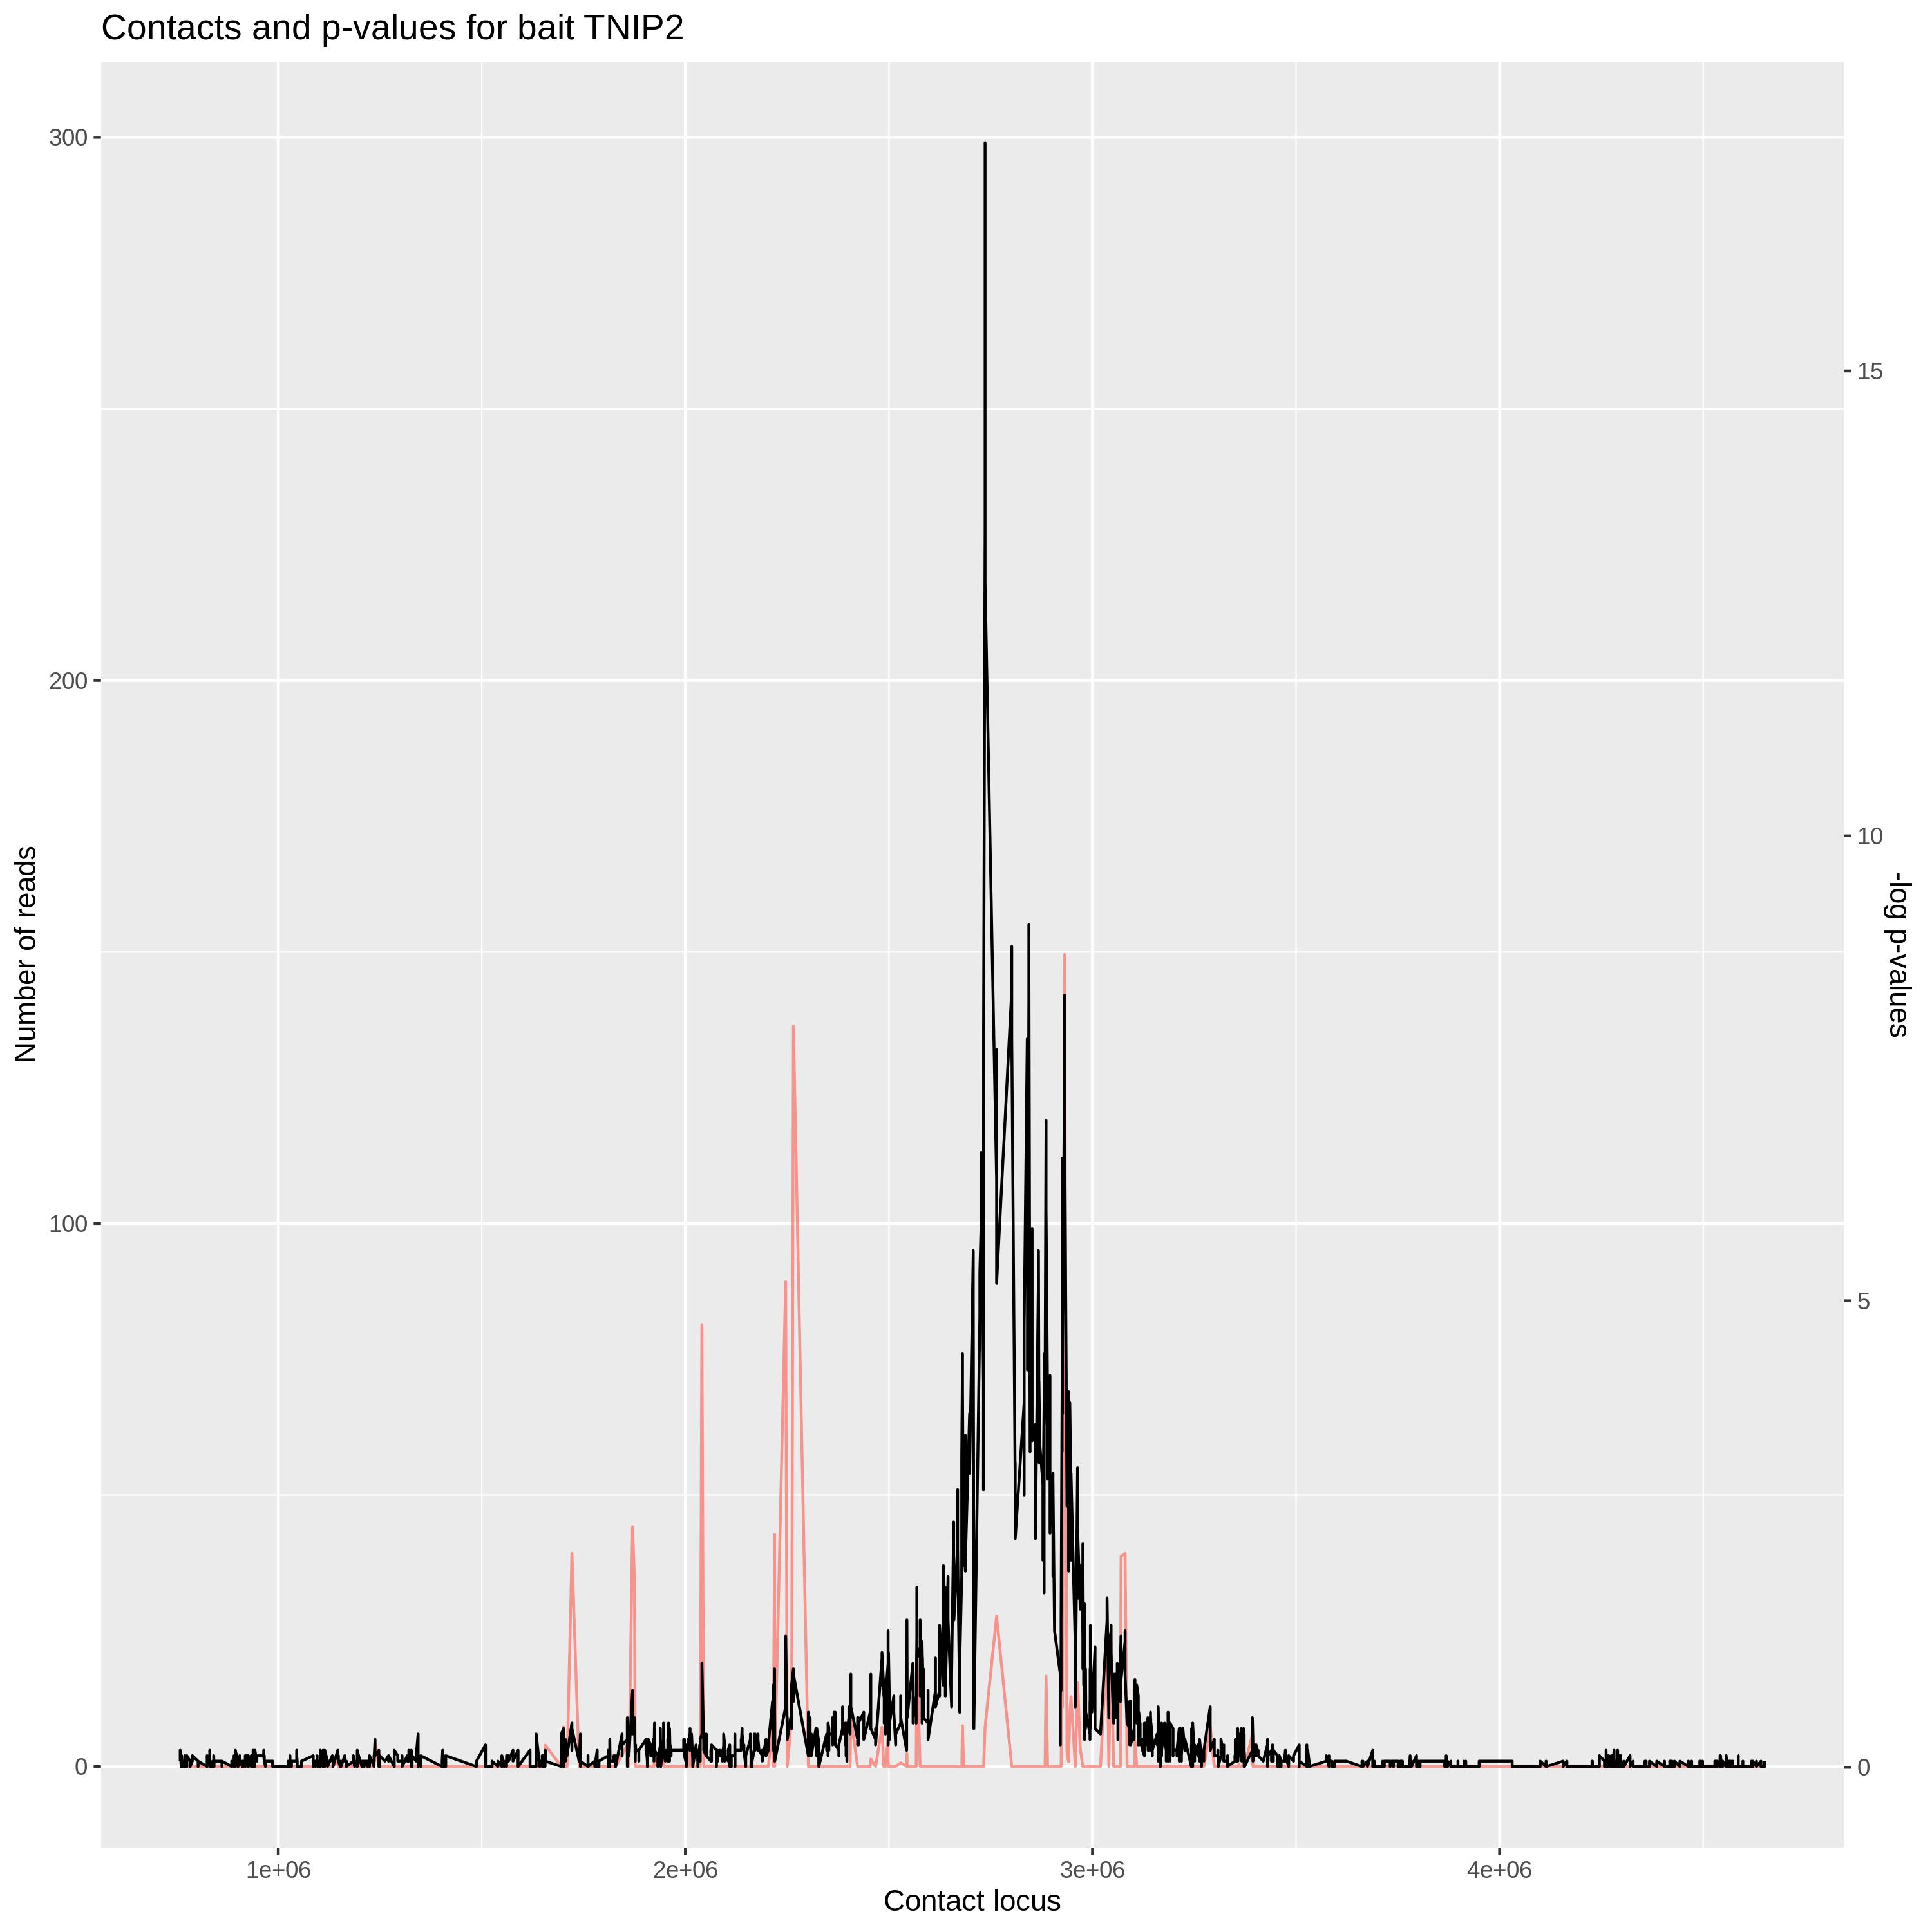 Contacts and p-values for bait TNIP2
300
200
100
0
Number of reads
15
10
5
0
-log p-values
1e+06
2e+06
3e+06
4e+06
Contact locus